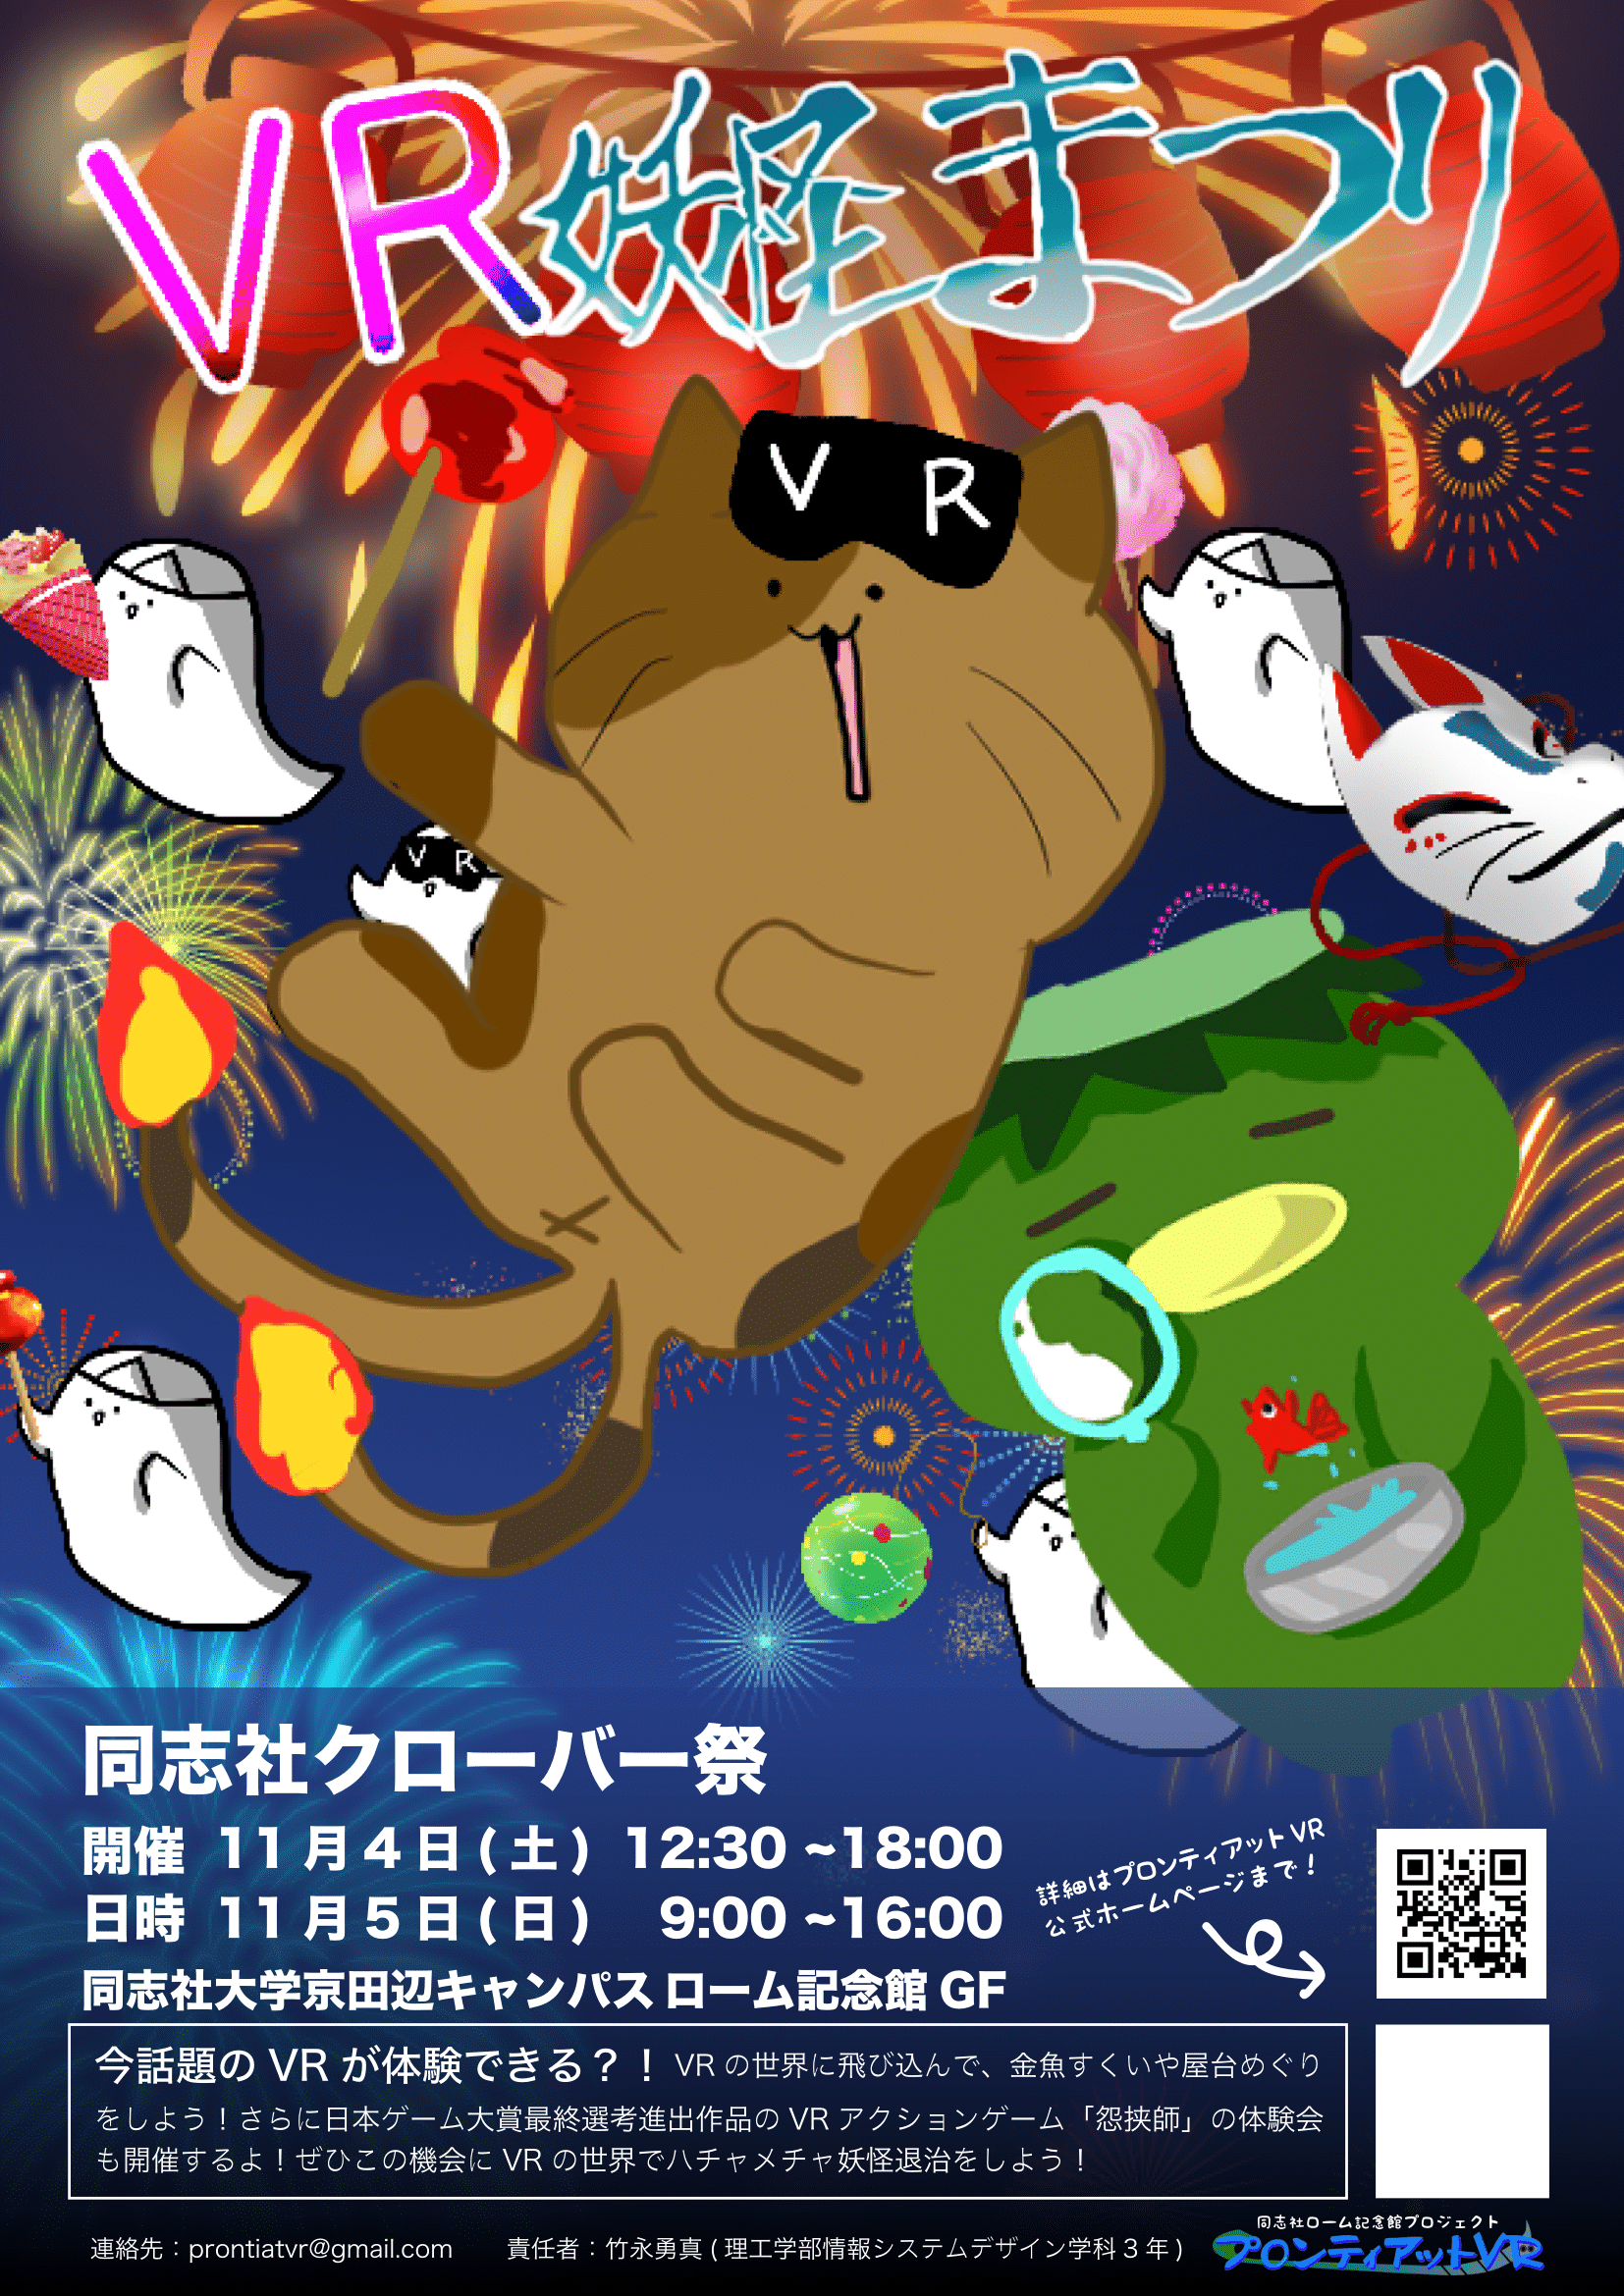 VR妖怪まつり
V R
V R
同志社クローバー祭
開催 11月4日(土) 12:30 ~18:00
日時 11月5日(日) 9:00 ~16:00
同志社大学京田辺キャンパス ローム記念館 GF
詳細はプロンティアットVR
公式ホームページまで！
今話題の VR が体験できる？！ VR の世界に飛び込んで、金魚すくいや屋台めぐり
をしよう！さらに日本ゲーム大賞最終選考進出作品の VR アクションゲーム「怨挟師」の体験会
も開催するよ！ぜひこの機会に VR の世界でハチャメチャ妖怪退治をしよう！
連絡先：prontiatvr@gmail.com 責任者：竹永勇真 ( 理工学部情報システムデザイン学科 3 年 )
同志社ローム記念館プロジェクト
プロンティアットVR